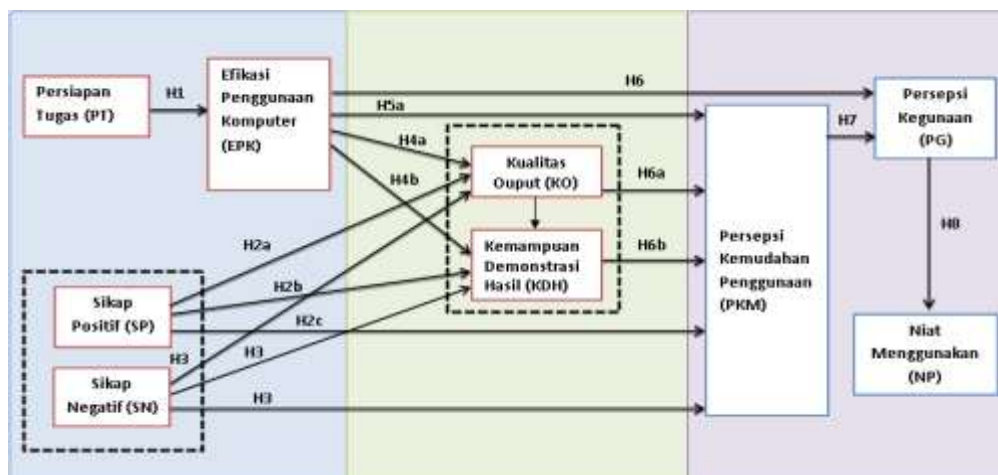 Persiapan
Tugas (PT)
H1
Efikasi
Penggunaan
Komputer
(EPK)
H6
H5a
H4a
H4b
Kualitas
Ouput (KO)
H6a
Kemampuan
Demonstrasi
Hasil (KDH)
H6b
Persepsi
Kemudahan
Penggunaan
(PKM)
H7
Persepsi
Kegunaan
(PG)
H8
Niat
Menggunakan
(NP)
Sikap
Positif (SP)
H2a
H2b
H2c
Sikap
Negatif (SN)
H3
H3
H3